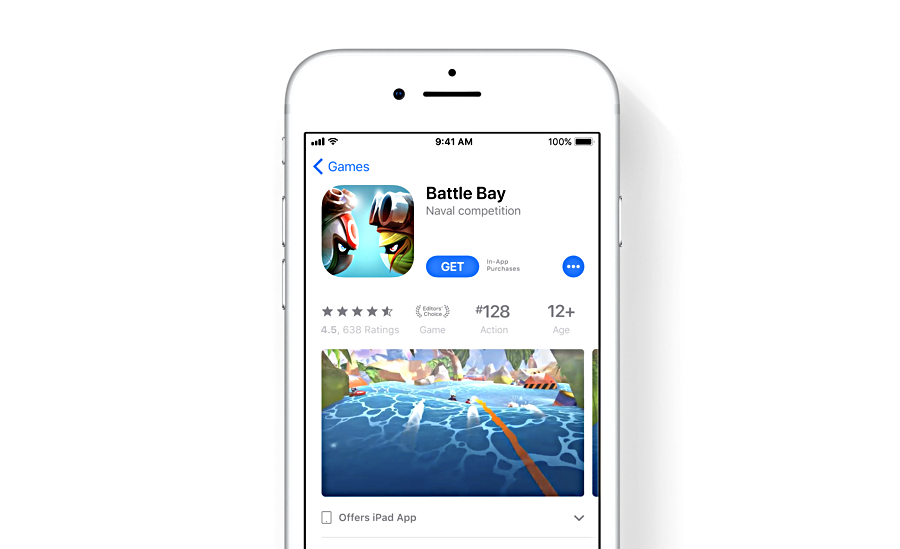 9:41 AM
100%
Games
Battle Bay
Naval competition
GET
In-App
Purchases
4.5, 638 Ratings
Editors'
Choice
Game
#128
Action
12+
Age
Offers iPad App